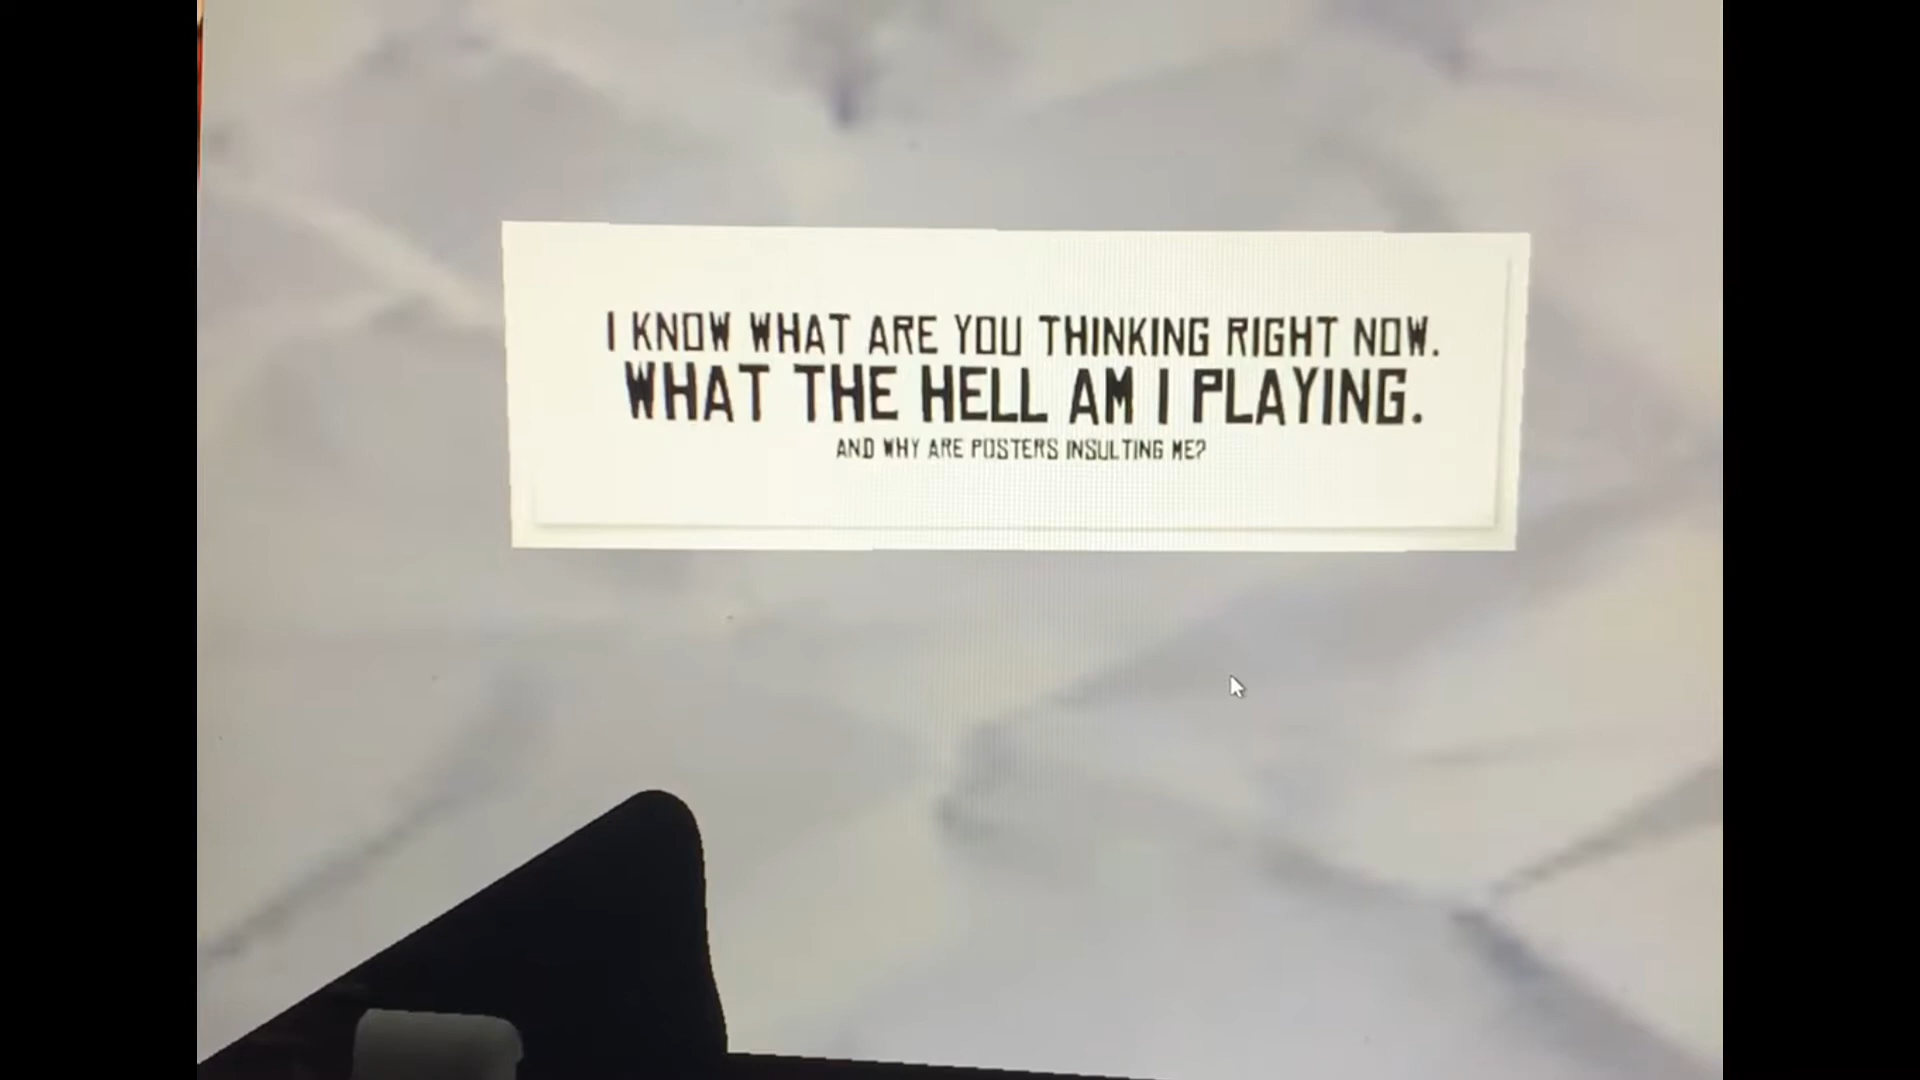 I KNOW WHAT ARE YOU THINKING RIGHT NOW.
WHAT THE HELL AM I PLAYING.
AND WHY ARE POSTERS INSULTING ME?